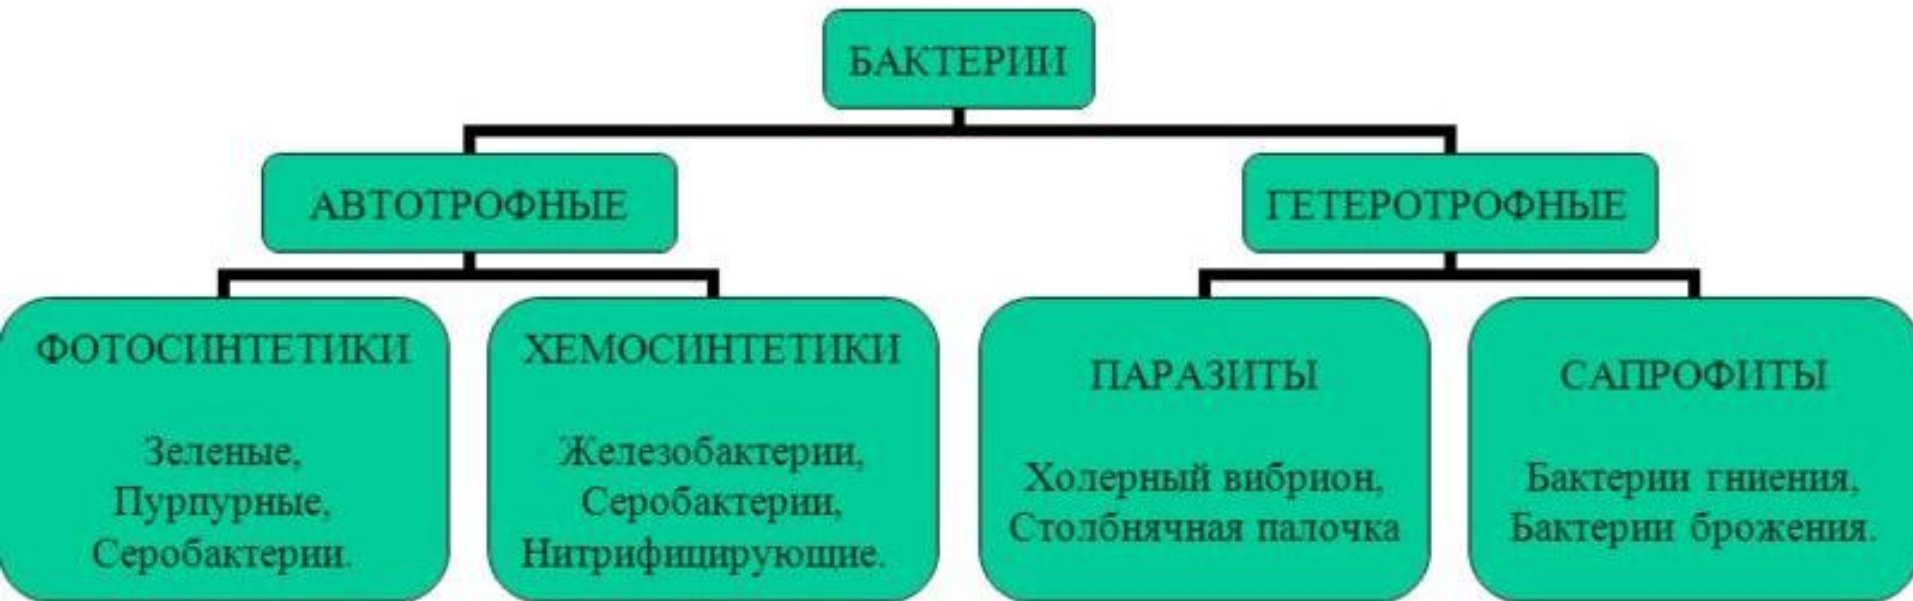 БАКТЕРИИ
АВТОТРОФНЫЕ
ГЕТЕРОТРОФНЫЕ
ФОТОСИНТЕТИКИ
Зеленые,
Пурпурные,
Серобактерии.
ХЕМОСИНТЕТИКИ
Железобактерии,
Серобактерии,
Нитрифицирующие.
ПАРАЗИТЫ
Холерный вибрион,
Столбнячная палочка
САПРОФИТЫ
Бактерии гниения,
Бактерии брожения.